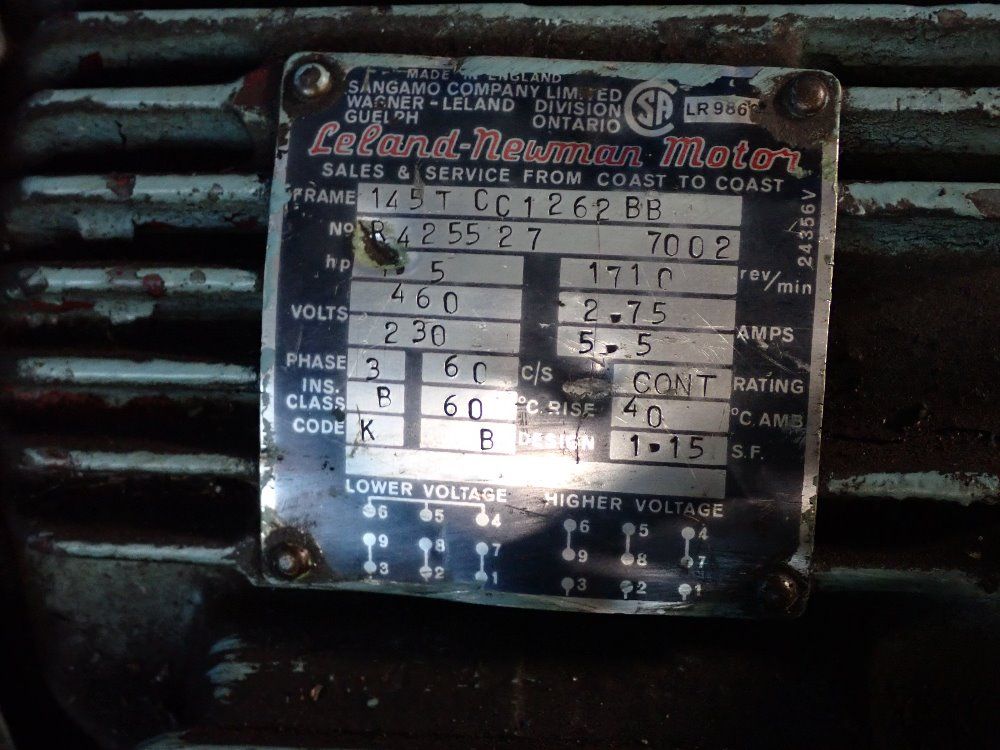 MADE IN ENGLAND
SANGAMO COMPANY LIMITED
WAGNER - LELAND DIVISION
GUELPH ONTARIO
CSA LR 986
Leland-Newman Motor
SALES & SERVICE FROM COAST TO COAST
FRAME 145T CC1262BB
No R425527 7002
hp 5 1710 rev/min
VOLTS 460 2.75 AMPS
230 5.5
PHASE 3 60 C/S CONT RATING
INS. CLASS B 60 °C. RISE 40 °C. AMB
CODE K B DESIGN 1.15 S.F.
24356V
LOWER VOLTAGE HIGHER VOLTAGE
6 5 4 6 5 4
9 8 7 9 8 7
3 2 1 3 2 1